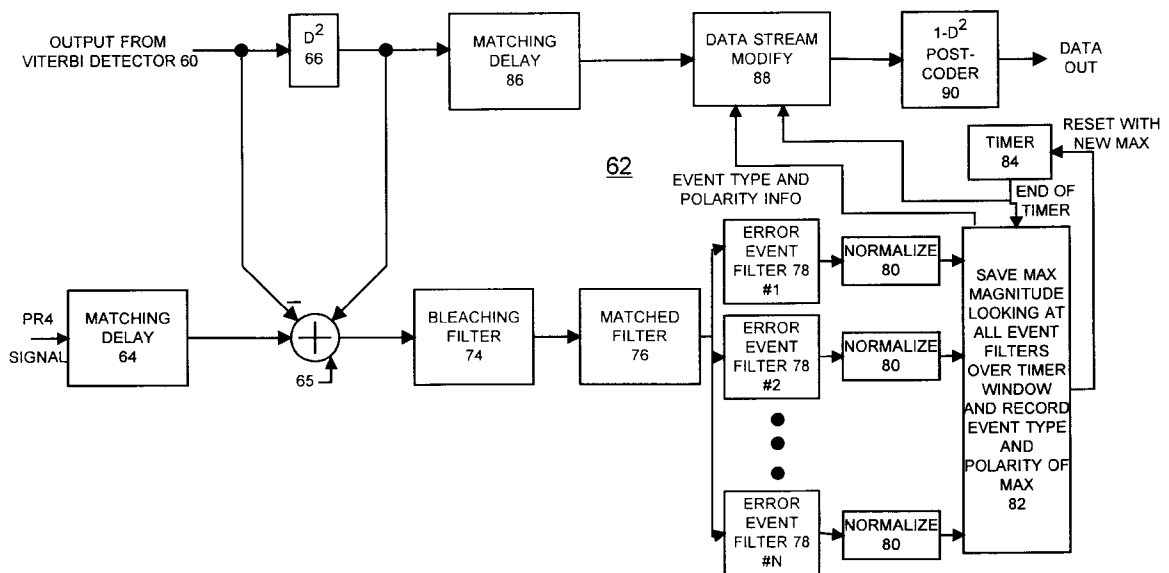 OUTPUT FROM
VITERBI DETECTOR 60
D²
66
MATCHING
DELAY
86
DATA STREAM
MODIFY
88
1-D²
POST-
CODER
90
DATA
OUT
62
EVENT TYPE AND
POLARITY INFO
TIMER
84
RESET WITH
NEW MAX
END OF
TIMER
PR4
SIGNAL
MATCHING
DELAY
64
–
+
65
BLEACHING
FILTER
74
MATCHED
FILTER
76
ERROR
EVENT
FILTER 78
#1
NORMALIZE
80
ERROR
EVENT
FILTER 78
#2
NORMALIZE
80
ERROR
EVENT
FILTER 78
#N
NORMALIZE
80
SAVE MAX
MAGNITUDE
LOOKING AT
ALL EVENT
FILTERS
OVER TIMER
WINDOW
AND RECORD
EVENT TYPE
AND
POLARITY OF
MAX
82